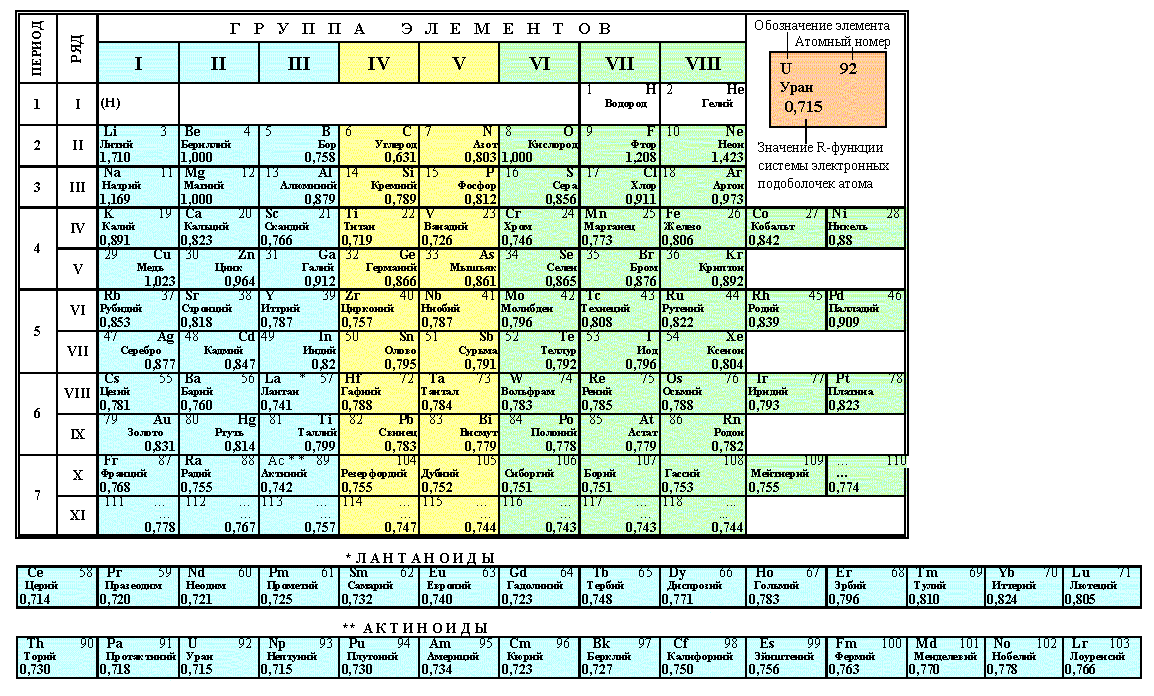 ПЕРИОД РЯД Г Р У П П А Э Л Е М Е Н Т О В
I II III IV V VI VII VIII
Обозначение элемента
Атомный номер
U 92
Уран
0,715
Значение R-функции
системы электронных
подоболочек атома
1 I (H) 1 H 2 He
Водород Гелий
2 II Li 3 Be 4 5 B 6 C 7 N 8 O 9 F 10 Ne
Литий Бериллий Бор Углерод Азот Кислород Фтор Неон
1,710 1,000 0,758 0,631 0,803 1,000 1,208 1,423
3 III Na 11 Mg 12 13 Al 14 Si 15 P 16 S 17 Cl 18 Ar
Натрий Магний Алюминий Кремний Фосфор Сера Хлор Аргон
1,169 1,000 0,879 0,789 0,812 0,856 0,911 0,973
4 IV K 19 Ca 20 Sc 21 Ti 22 V 23 Cr 24 Mn 25 Fe 26 Co 27 Ni 28
Калий Кальций Скандий Титан Ванадий Хром Марганец Железо Кобальт Никель
0,891 0,823 0,766 0,719 0,726 0,746 0,773 0,806 0,842 0,88
V 29 Cu 30 Zn 31 Ga 32 Ge 33 As 34 Se 35 Br 36 Kr
Медь Цинк Галий Германий Мышьяк Селен Бром Криптон
1,023 0,964 0,912 0,866 0,861 0,865 0,876 0,892
5 VI Rb 37 Sr 38 Y 39 Zr 40 Nb 41 Mo 42 Tc 43 Ru 44 Rh 45 Pd 46
Рубидий Стронций Иттрий Цирконий Ниобий Молибден Технеций Рутений Родий Палладий
0,853 0,818 0,787 0,757 0,787 0,796 0,808 0,822 0,839 0,909
VII 47 Ag 48 Cd 49 In 50 Sn 51 Sb 52 Te 53 I 54 Xe
Серебро Кадмий Индий Олово Сурьма Теллур Иод Ксенон
0,877 0,847 0,82 0,795 0,791 0,792 0,796 0,804
6 VIII Cs 55 Ba 56 La * 57 Hf 72 Ta 73 W 74 Re 75 Os 76 Ir 77 Pt 78
Цезий Барий Лантан Гафний Тантал Вольфрам Рений Осьмий Иридий Платина
0,781 0,760 0,741 0,788 0,784 0,783 0,785 0,788 0,793 0,823
IX 79 Au 80 Hg 81 Ti 82 Pb 83 Bi 84 Po 85 At 86 Rn
Золото Ртуть Таллий Свинец Висмут Полоний Астат Родон
0,831 0,814 0,799 0,783 0,779 0,778 0,779 0,782
7 X Fr 87 Ra 88 Ac * * 89 104 105 106 107 108 109 ... 110
Франций Радий Актиний Резерфордий Дубний Сиборгий Борий Гассий Мейтнерий
0,768 0,755 0,742 0,755 0,752 0,751 0,751 0,753 0,755 0,774
XI 111 ... 112 ... 113 ... 114 ... 115 ... 116 ... 117 ... 118 ...
... ... ... ... ... ... ... ...
0,778 0,767 0,757 0,747 0,744 0,743 0,743 0,744
* Л А Н Т А Н О И Д Ы
Ce 58 Pr 59 Nd 60 Pm 61 Sm 62 Eu 63 Gd 64 Tb 65 Dy 66 Ho 67 Er 68 Tm 69 Yb 70 Lu 71
Церий Празеодим Неодим Прометий Самарий Европий Гадолиний Тербий Диспрозий Гольмий Эрбий Тулий Иттерий Лютеций
0,714 0,720 0,721 0,725 0,732 0,740 0,723 0,748 0,771 0,783 0,796 0,810 0,824 0,805
** А К Т И Н О И Д Ы
Th 90 Pa 91 U 92 Np 93 Pu 94 Am 95 Cm 96 Bk 97 Cf 98 Es 99 Fm 100 Md 101 No 102 Lr 103
Торий Протактиний Уран Нептуний Плутоний Америций Кюрий Берклий Калифорний Эйнштений Фермий Менделевий Нобелий Лоуренсий
0,730 0,718 0,715 0,715 0,730 0,734 0,723 0,727 0,750 0,756 0,763 0,770 0,778 0,766